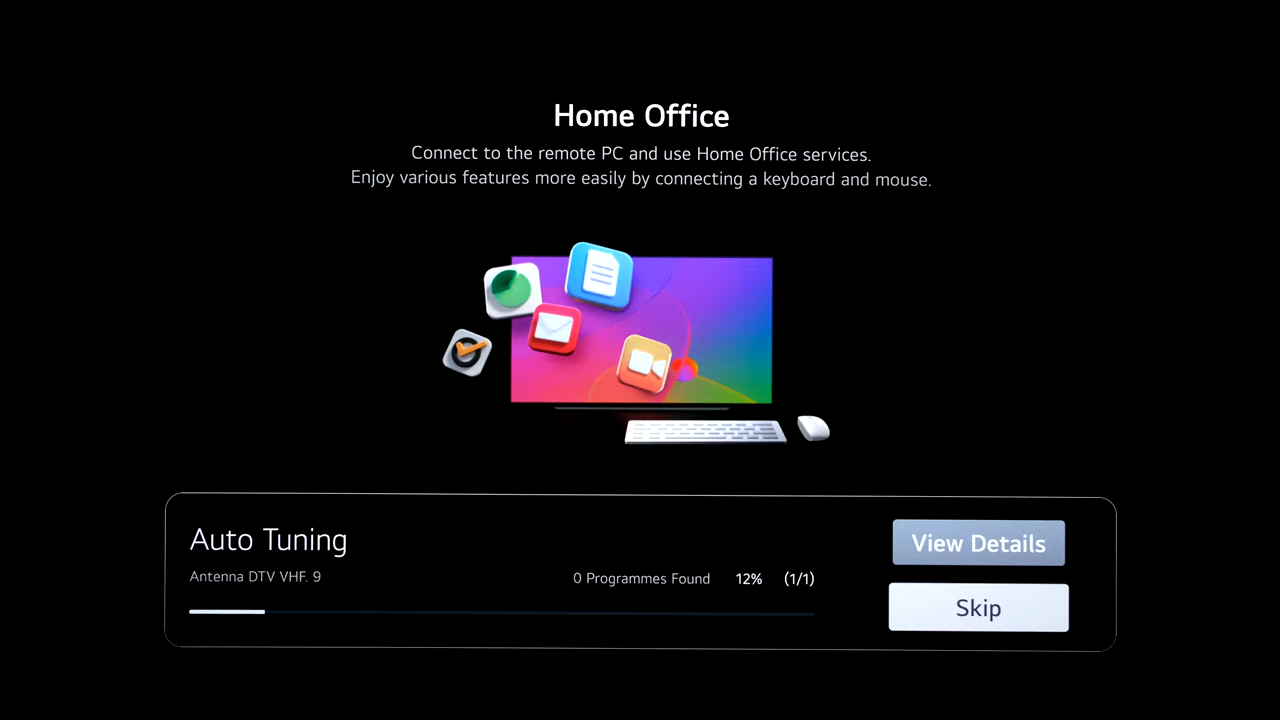 Home Office
Connect to the remote PC and use Home Office services.
Enjoy various features more easily by connecting a keyboard and mouse.
Auto Tuning
View Details
Antenna DTV VHF. 9
0 Programmes Found 12% (1/1)
Skip